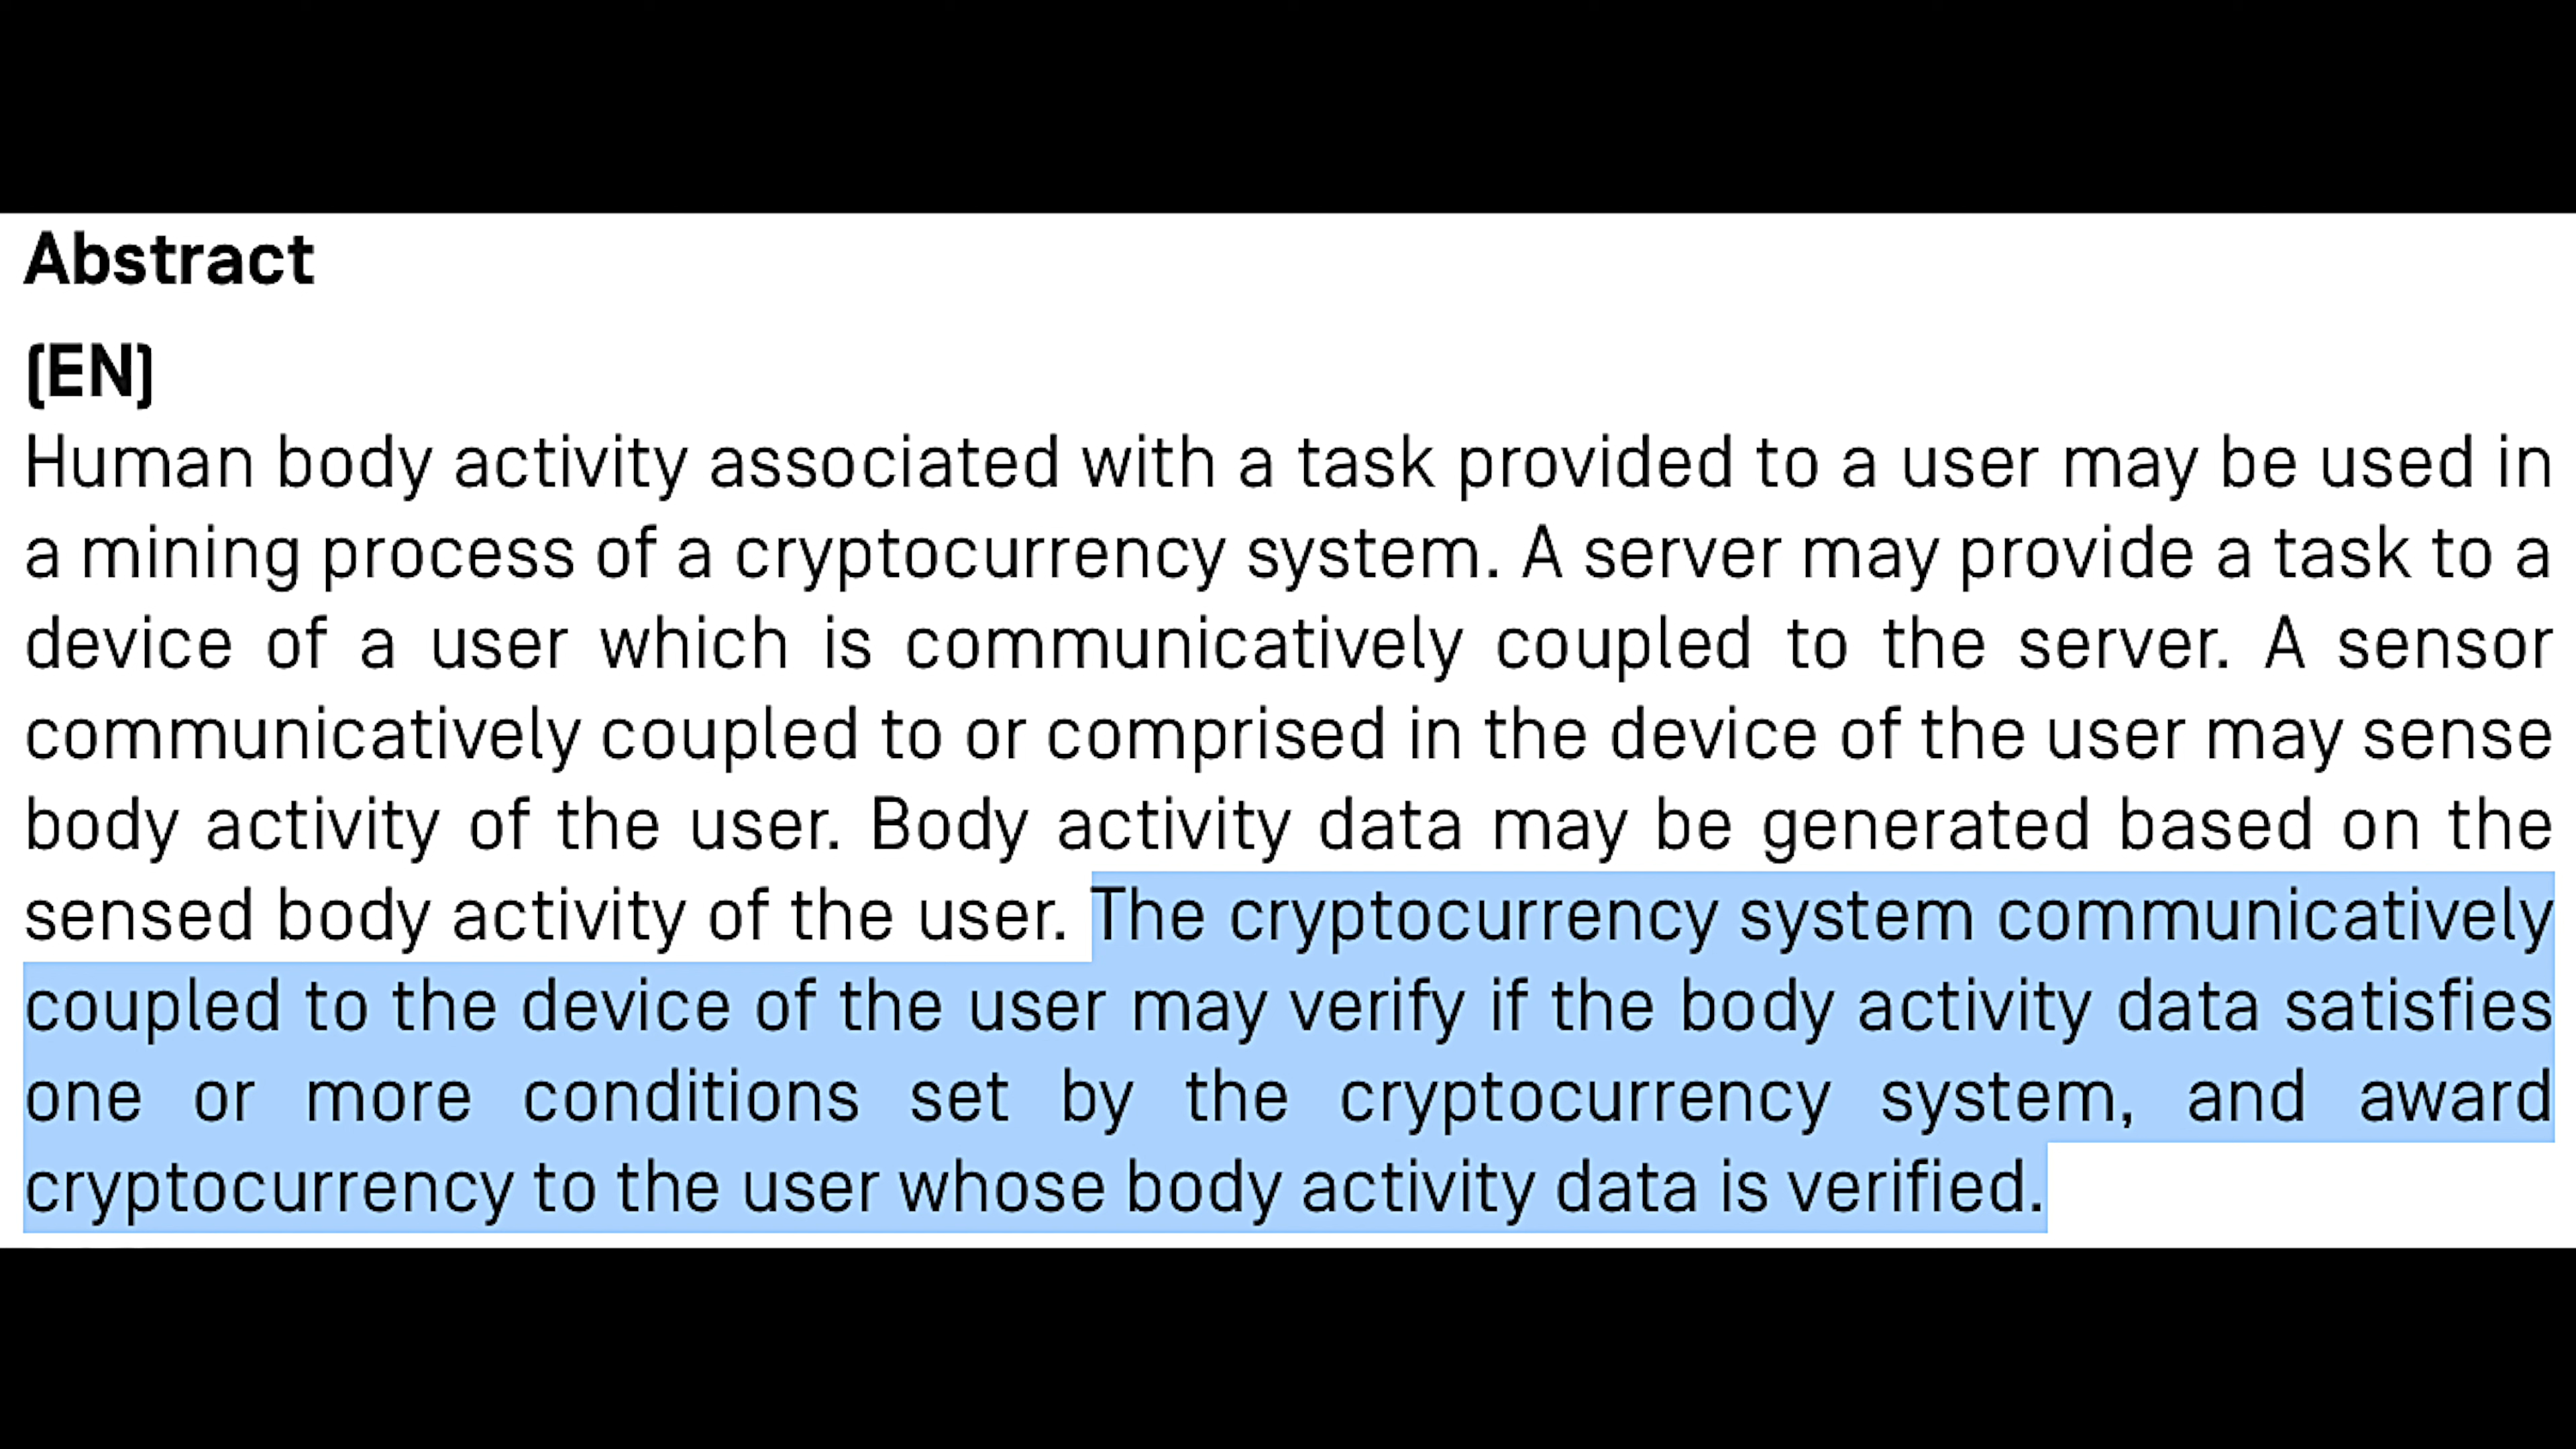 Abstract
(EN)
Human body activity associated with a task provided to a user may be used in
a mining process of a cryptocurrency system. A server may provide a task to a
device of a user which is communicatively coupled to the server. A sensor
communicatively coupled to or comprised in the device of the user may sense
body activity of the user. Body activity data may be generated based on the
sensed body activity of the user. The cryptocurrency system communicatively
coupled to the device of the user may verify if the body activity data satisfies
one or more conditions set by the cryptocurrency system, and award
cryptocurrency to the user whose body activity data is verified.